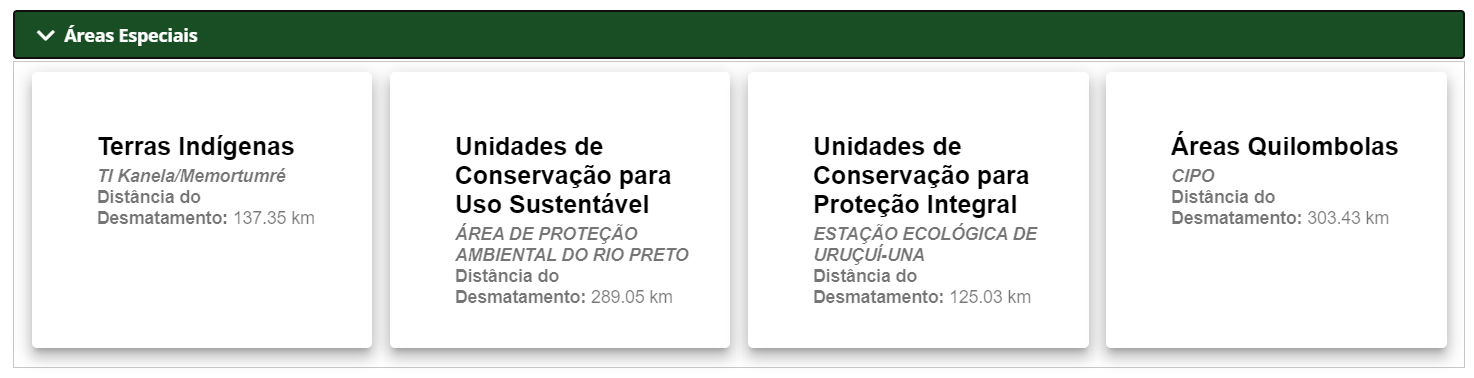 Áreas Especiais
Terras Indígenas
TI Kanela/Memortumré
Distância do
Desmatamento: 137.35 km
Unidades de
Conservação para
Uso Sustentável
ÁREA DE PROTEÇÃO
AMBIENTAL DO RIO PRETO
Distância do
Desmatamento: 289.05 km
Unidades de
Conservação para
Proteção Integral
ESTAÇÃO ECOLÓGICA DE
URUÇUÍ-UNA
Distância do
Desmatamento: 125.03 km
Áreas Quilombolas
CIPO
Distância do
Desmatamento: 303.43 km